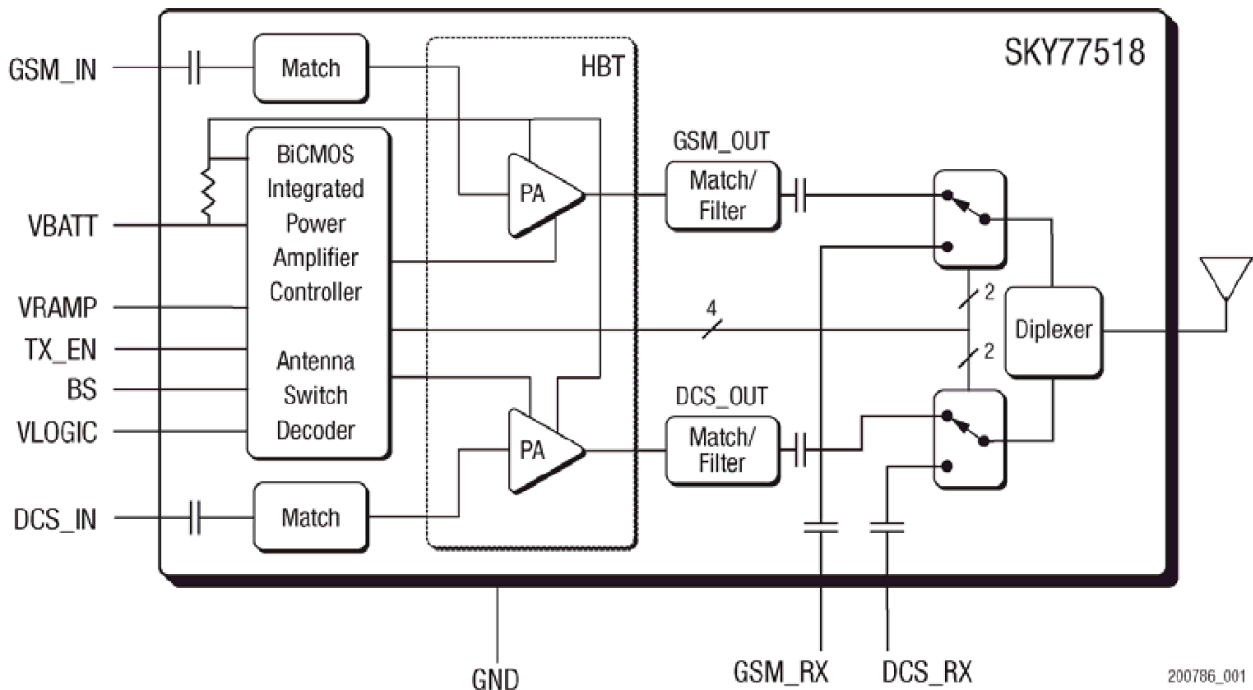 SKY77518
GSM_IN
Match
HBT
BiCMOS
Integrated
Power
Amplifier
Controller
Antenna
Switch
Decoder
PA
GSM_OUT
Match/
Filter
VBATT
VRAMP
TX_EN
BS
VLOGIC
4
2
2
Diplexer
DCS_OUT
Match/
Filter
PA
DCS_IN
Match
GND
GSM_RX
DCS_RX
200786_001